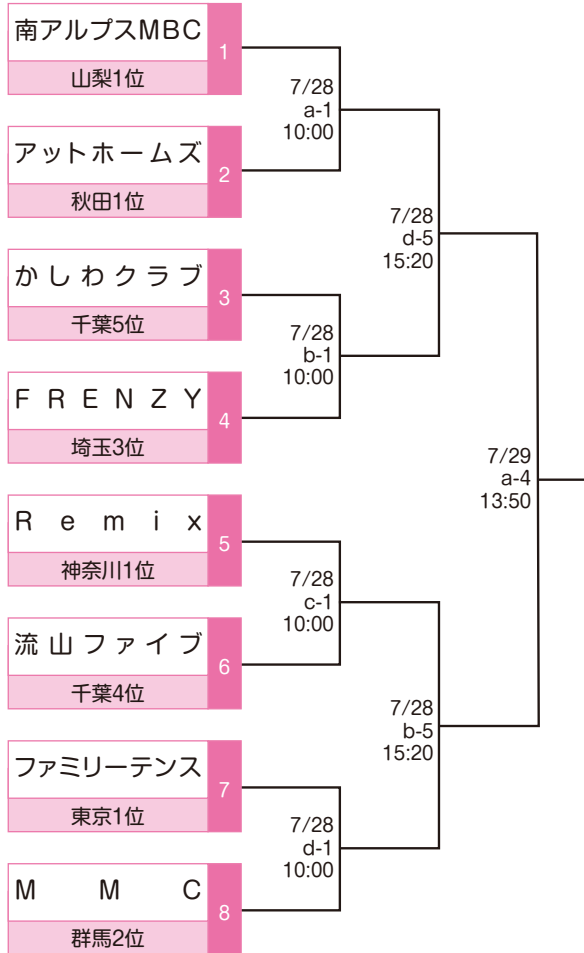 南アルプスMBC
山梨1位
1
アットホームズ
秋田1位
2
7/28
a-1
10:00
かしわクラブ
千葉5位
3
FRENZY
埼玉3位
4
7/28
b-1
10:00
7/28
d-5
15:20
Remix
神奈川1位
5
流山ファイブ
千葉4位
6
7/28
c-1
10:00
ファミリーテンス
東京1位
7
MMC
群馬2位
8
7/28
d-1
10:00
7/28
b-5
15:20
7/29
a-4
13:50